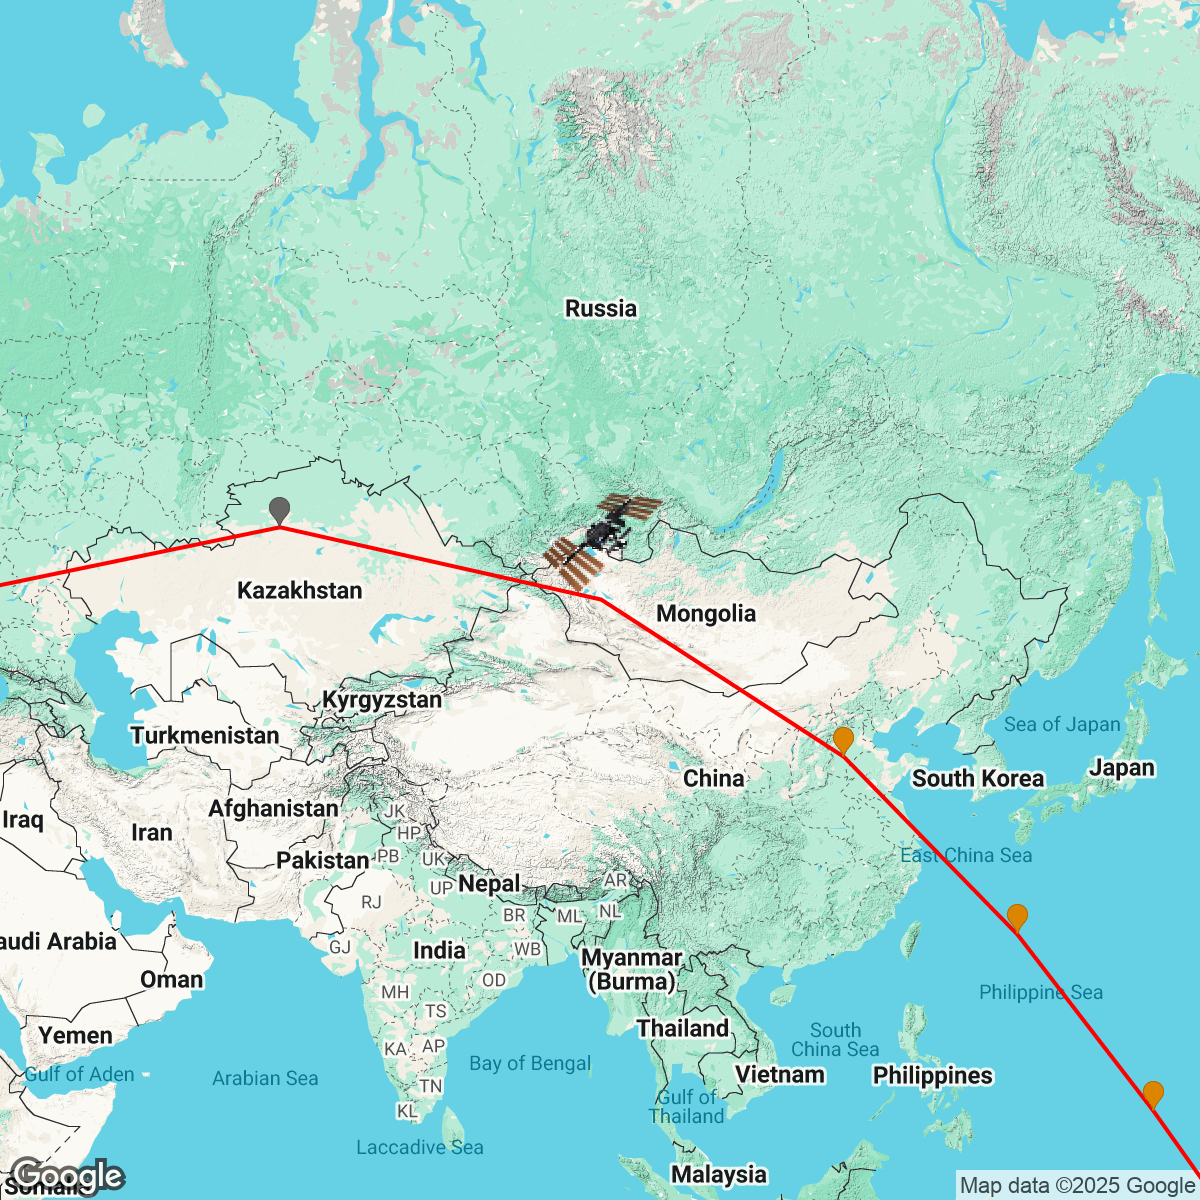 Russia
Kazakhstan
Mongolia
Kyrgyzstan
Sea of Japan
Turkmenistan
Japan
China
South Korea
Afghanistan
Iraq
JK
Iran
HP
Pakistan
PB
UK
East China Sea
Nepal
UP
AR
RJ
BR
ML
NL
audi Arabia
GJ
India
WB
Myanmar
(Burma)
Oman
OD
MH
Philippine Sea
TS
Yemen
Thailand
South
China Sea
KA
AP
Bay of Bengal
Gulf of Aden
Arabian Sea
Vietnam
Philippines
TN
Gulf of
Thailand
KL
Laccadive Sea
Malaysia
Google
Somalia
Map data ©2025 Google